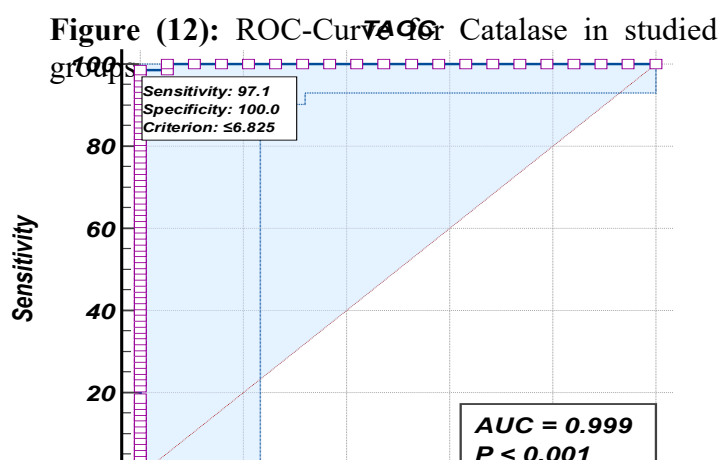 Figure (12): ROC-Curve for Catalase in studied
groups
TAOC
100
Sensitivity: 97.1
Specificity: 100.0
Criterion: ≤6.825
80
60
40
20
Sensitivity
AUC = 0.999
P < 0.001